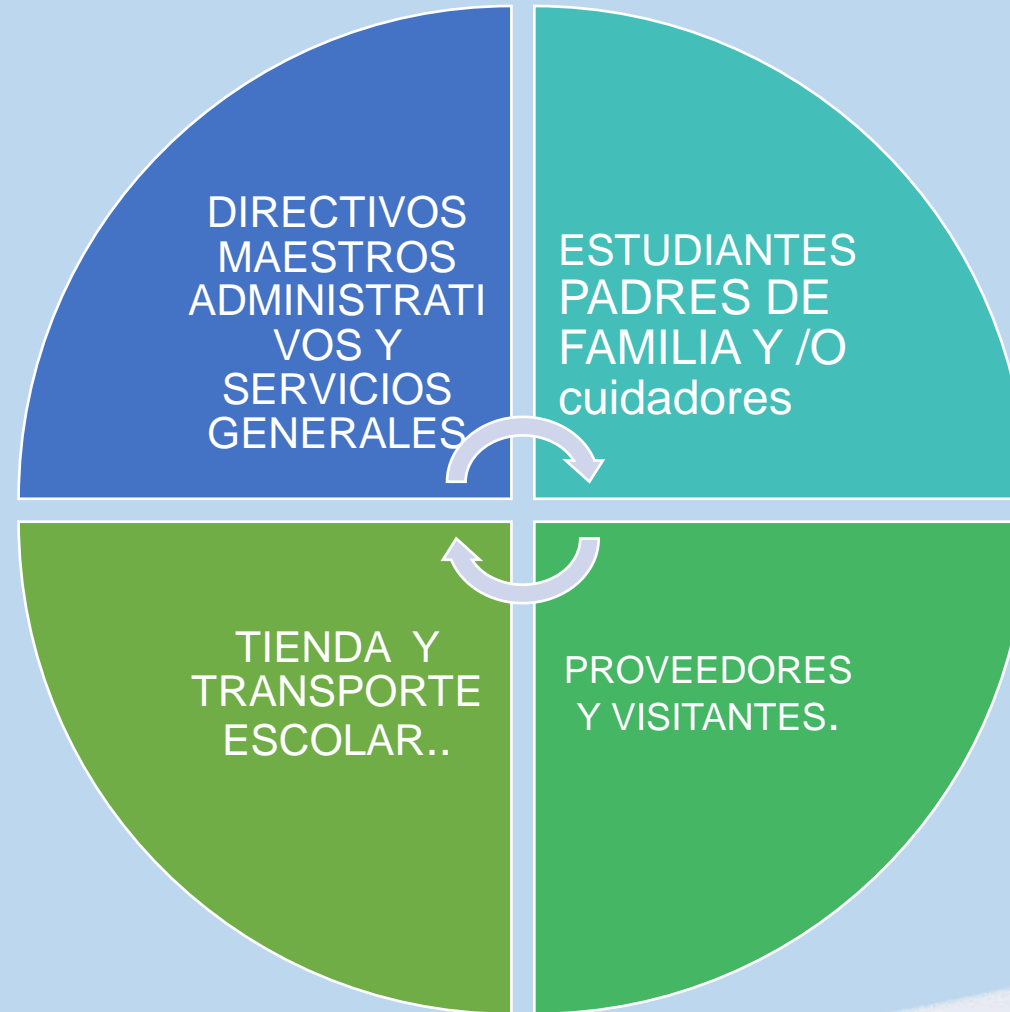 DIRECTIVOS
MAESTROS
ADMINISTRATI
VOS Y
SERVICIOS
GENERALES
ESTUDIANTES
PADRES DE
FAMILIA Y /O
cuidadores
TIENDA Y
TRANSPORTE
ESCOLAR..
PROVEEDORES
Y VISITANTES.